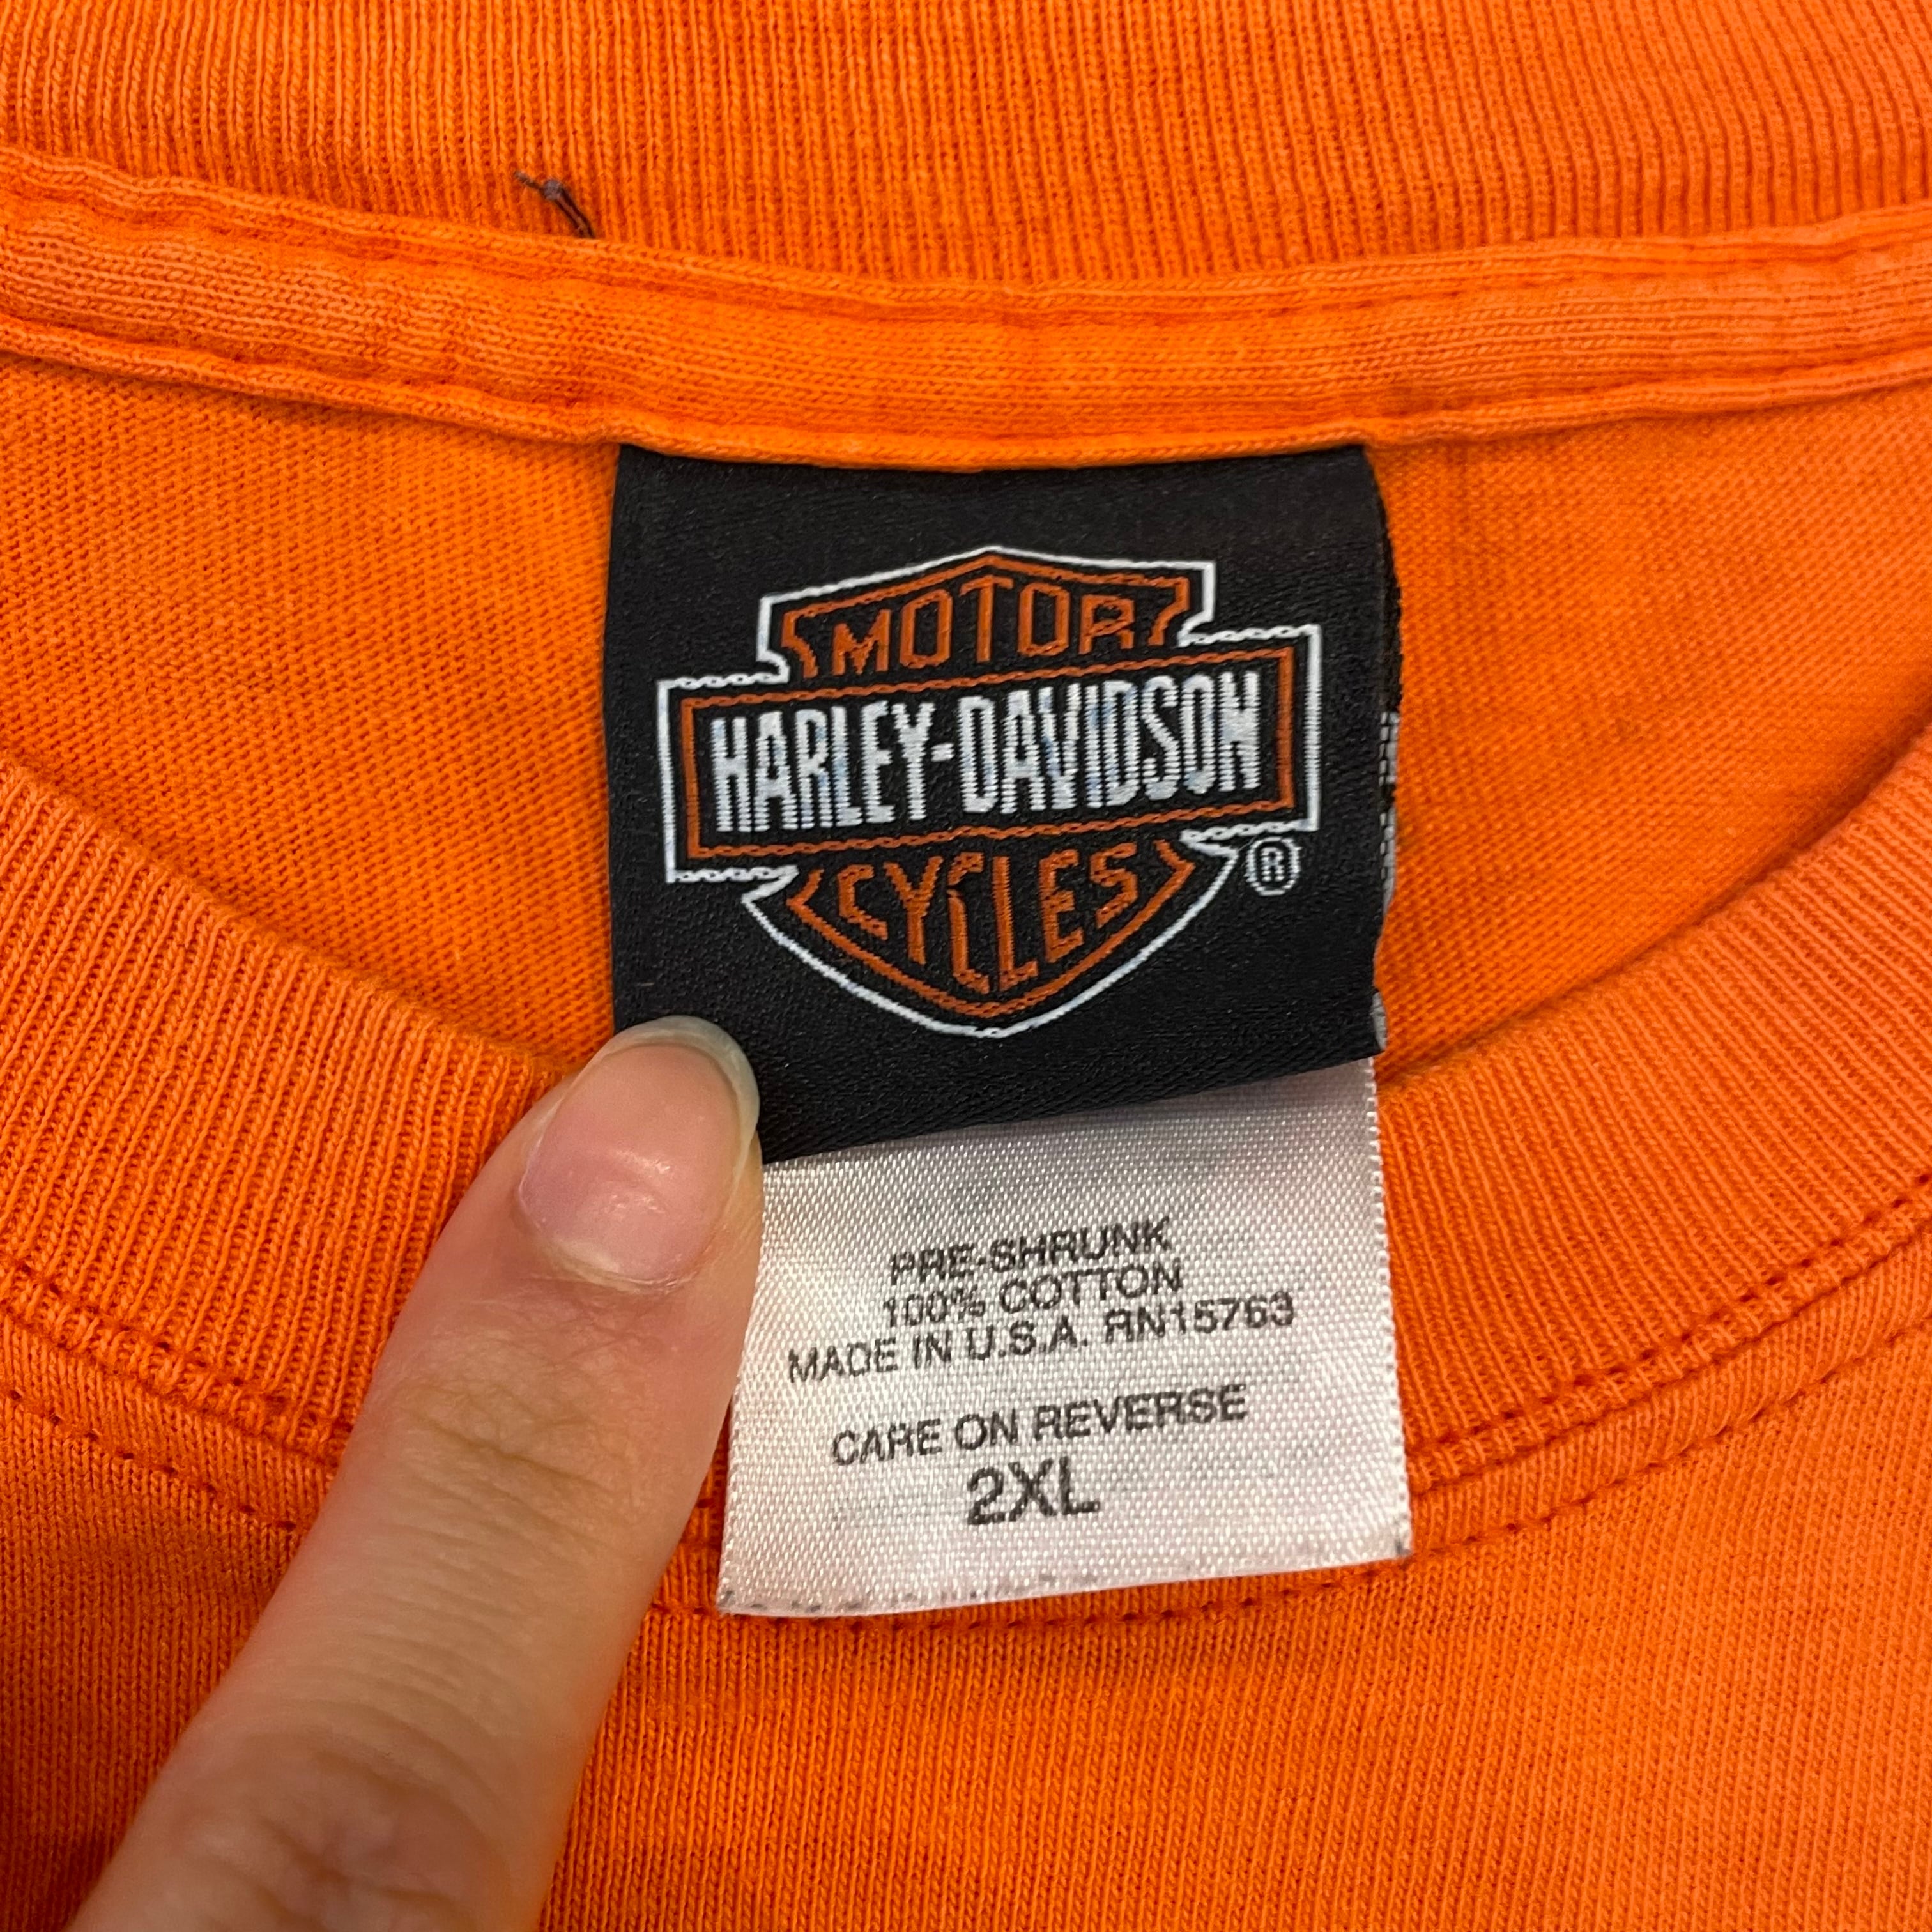 MOTOR
HARLEY-DAVIDSON
CYCLES
®
PRE-SHRUNK
100% COTTON
MADE IN U.S.A. RN15763
CARE ON REVERSE
2XL